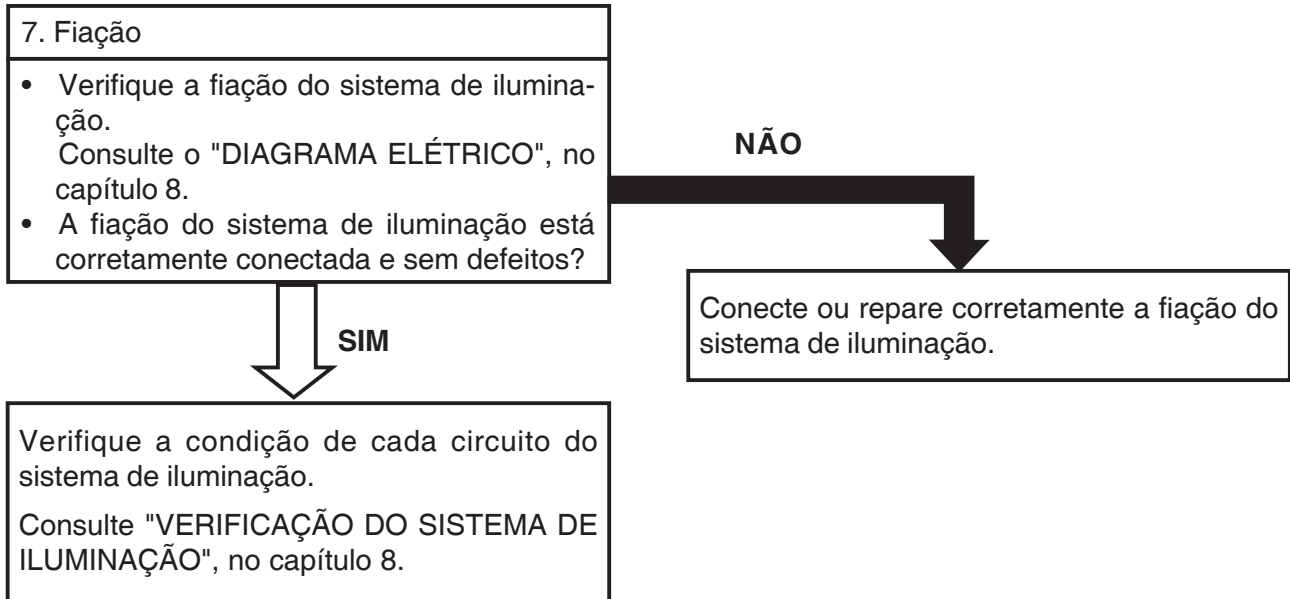 7. Fiação
• Verifique a fiação do sistema de ilumina-
ção.
Consulte o "DIAGRAMA ELÉTRICO", no
capítulo 8.
• A fiação do sistema de iluminação está
corretamente conectada e sem defeitos?
NÃO
Conecte ou repare corretamente a fiação do
sistema de iluminação.
SIM
Verifique a condição de cada circuito do
sistema de iluminação.
Consulte "VERIFICAÇÃO DO SISTEMA DE
ILUMINAÇÃO", no capítulo 8.